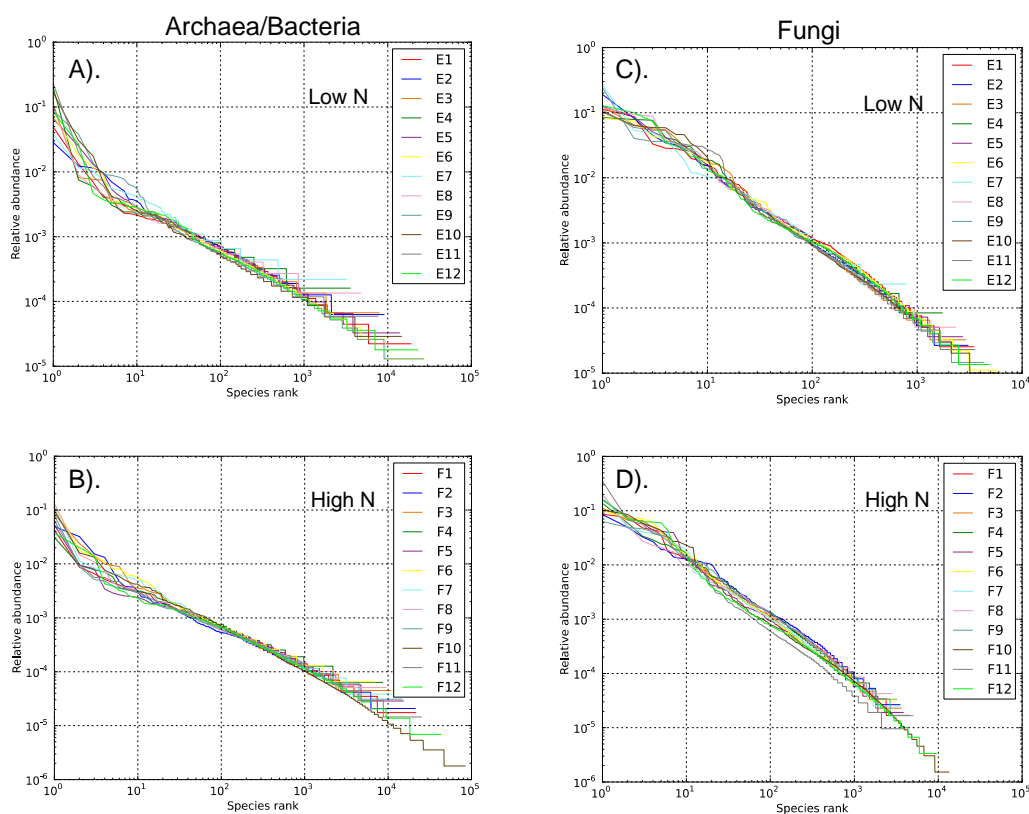 Archaea/Bacteria
Fungi
A).
Low N
10^0
10^-1
10^-2
10^-3
10^-4
10^-5
Relative abundance
10^0
10^1
10^2
10^3
10^4
10^5
Species rank
E1
E2
E3
E4
E5
E6
E7
E8
E9
E10
E11
E12
C).
Low N
10^0
10^-1
10^-2
10^-3
10^-4
10^-5
Relative abundance
10^0
10^1
10^2
10^3
10^4
Species rank
E1
E2
E3
E4
E5
E6
E7
E8
E9
E10
E11
E12
B).
High N
10^0
10^-1
10^-2
10^-3
10^-4
10^-5
10^-6
Relative abundance
10^0
10^1
10^2
10^3
10^4
10^5
Species rank
F1
F2
F3
F4
F5
F6
F7
F8
F9
F10
F11
F12
D).
High N
10^0
10^-1
10^-2
10^-3
10^-4
10^-5
10^-6
Relative abundance
10^0
10^1
10^2
10^3
10^4
10^5
Species rank
F1
F2
F3
F4
F5
F6
F7
F8
F9
F10
F11
F12